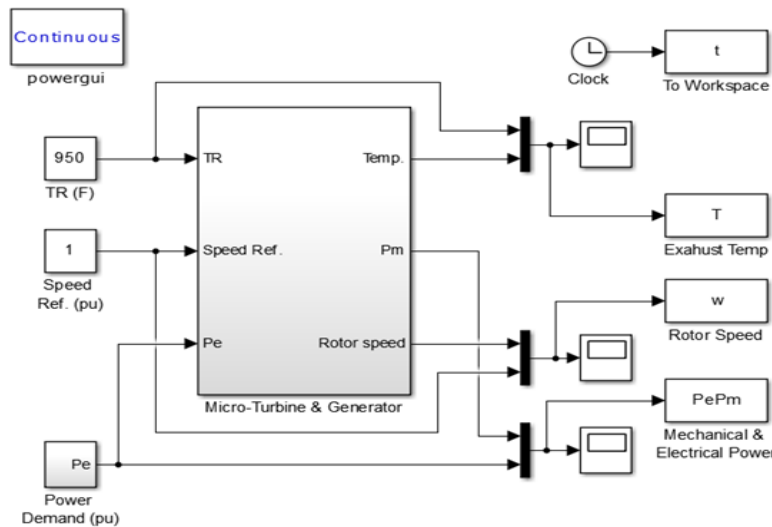 Continuous
powergui
Clock
t
To Workspace
950
TR (F)
TR
Temp.
T
Exahust Temp
1
Speed
Ref. (pu)
Speed Ref.
Pm
w
Rotor Speed
Pe
Rotor speed
Micro-Turbine & Generator
PePm
Mechanical &
Electrical Power
Pe
Power
Demand (pu)